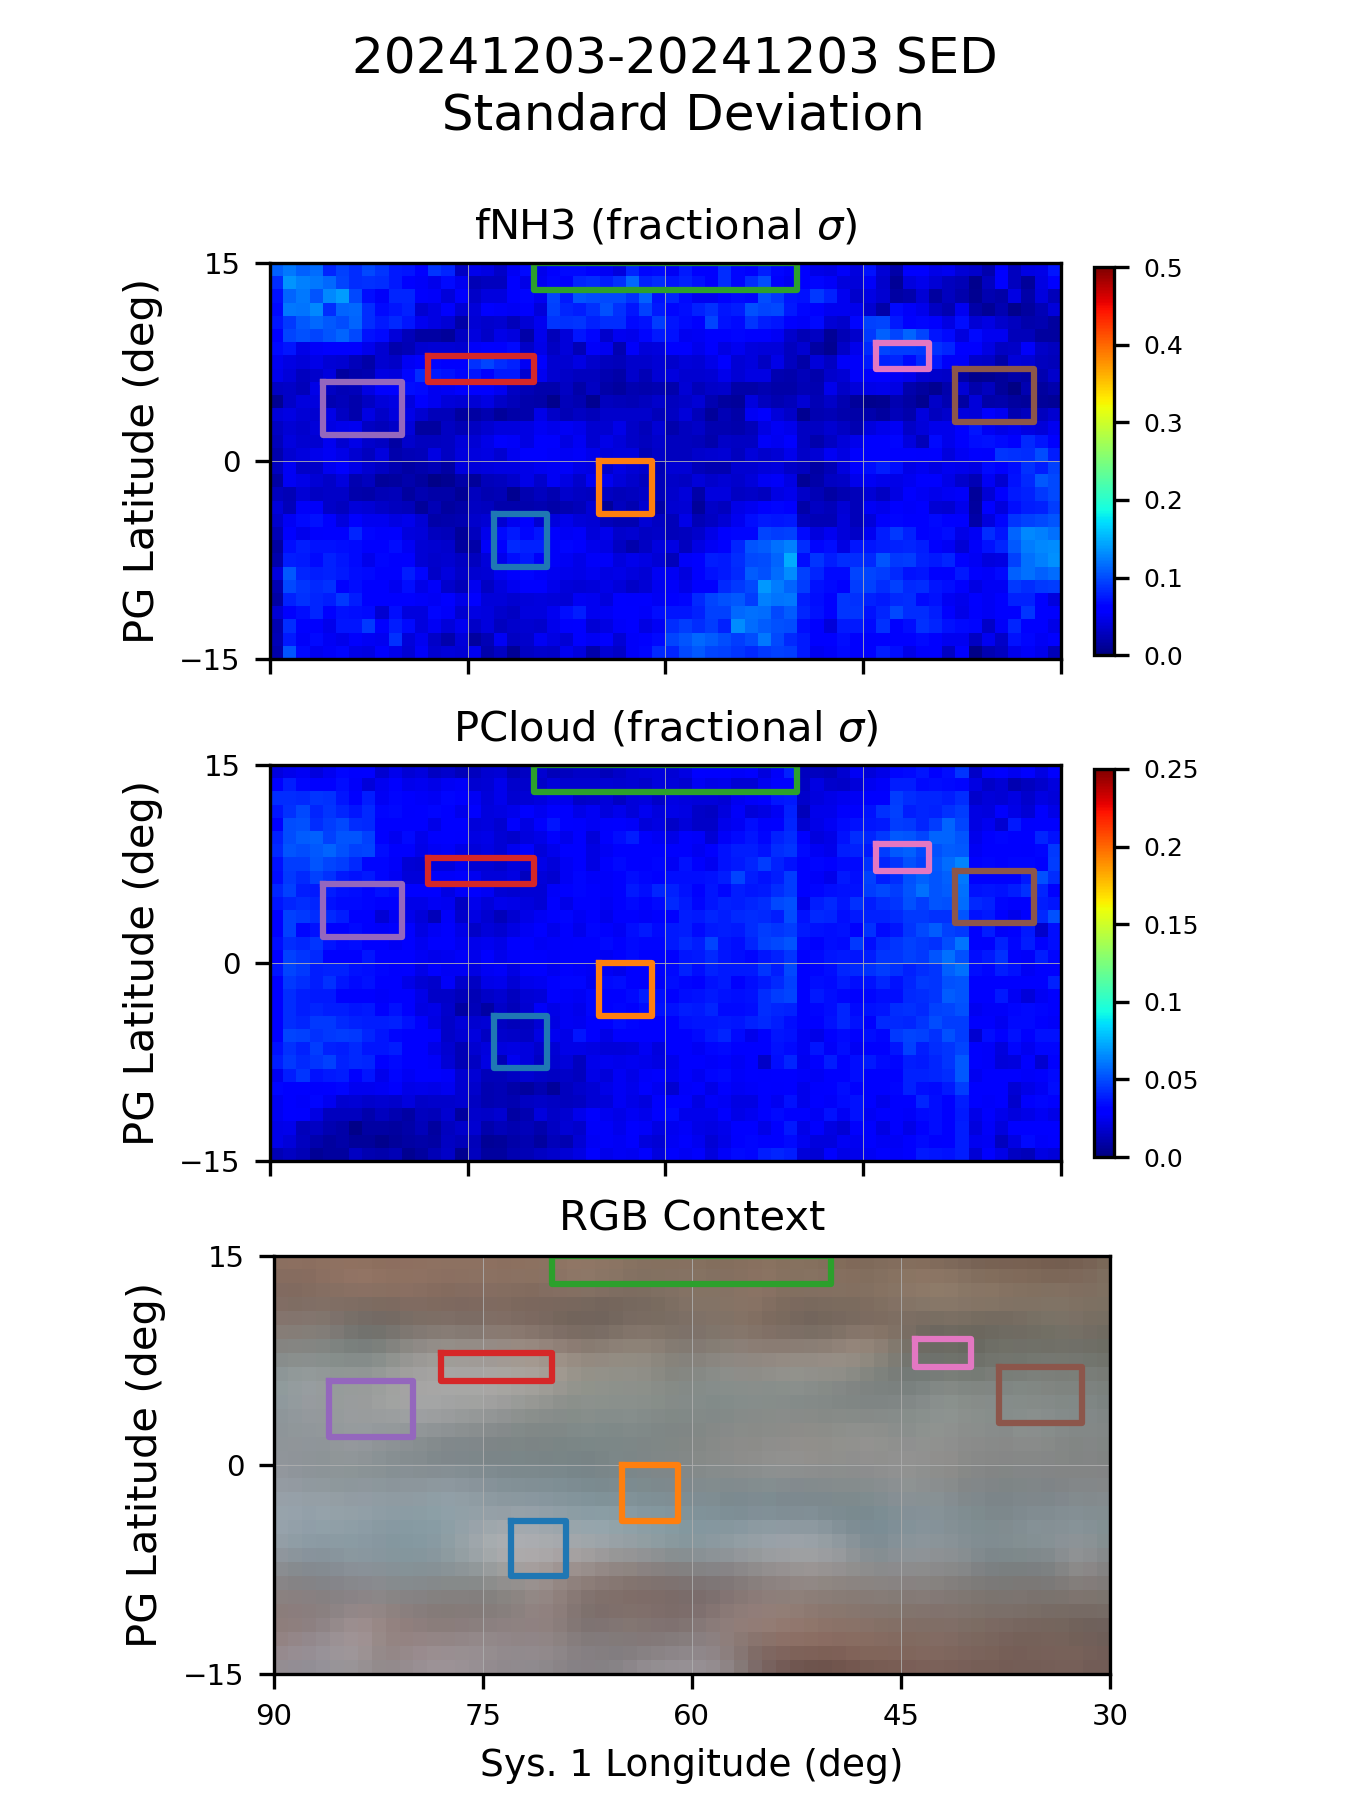 20241203-20241203 SED
Standard Deviation
fNH3 (fractional σ)
15
0
−15
PG Latitude (deg)
0.5
0.4
0.3
0.2
0.1
0.0
PCloud (fractional σ)
15
0
−15
PG Latitude (deg)
0.25
0.2
0.15
0.1
0.05
0.0
RGB Context
15
0
−15
PG Latitude (deg)
90 75 60 45 30
Sys. 1 Longitude (deg)